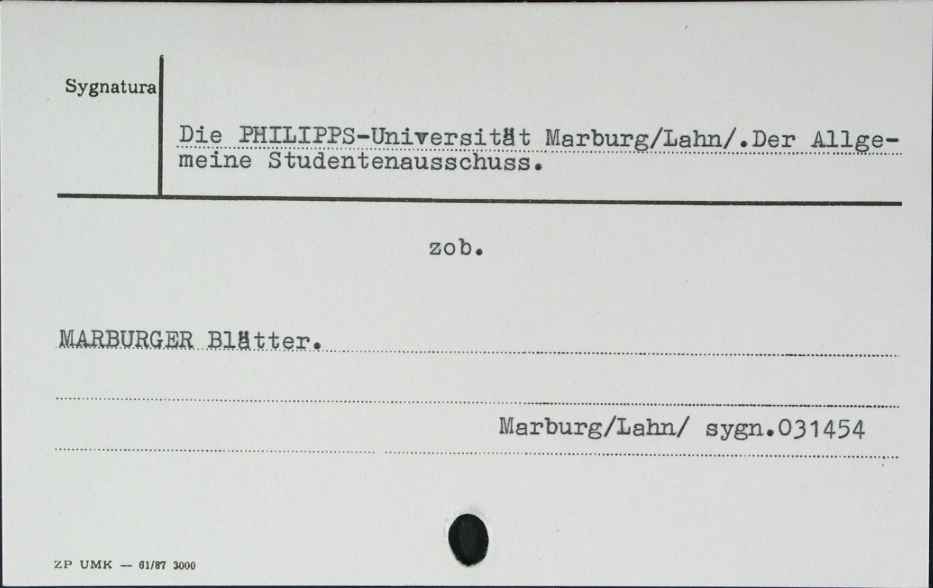 Sygnatura
Die PHILIPPS-Universität Marburg/Lahn/.Der Allge-
meine Studentenausschuss.
zob.
MARBURGER Blätter.
Marburg/Lahn/ sygn.031454
ZP UMK — 61/87 3000